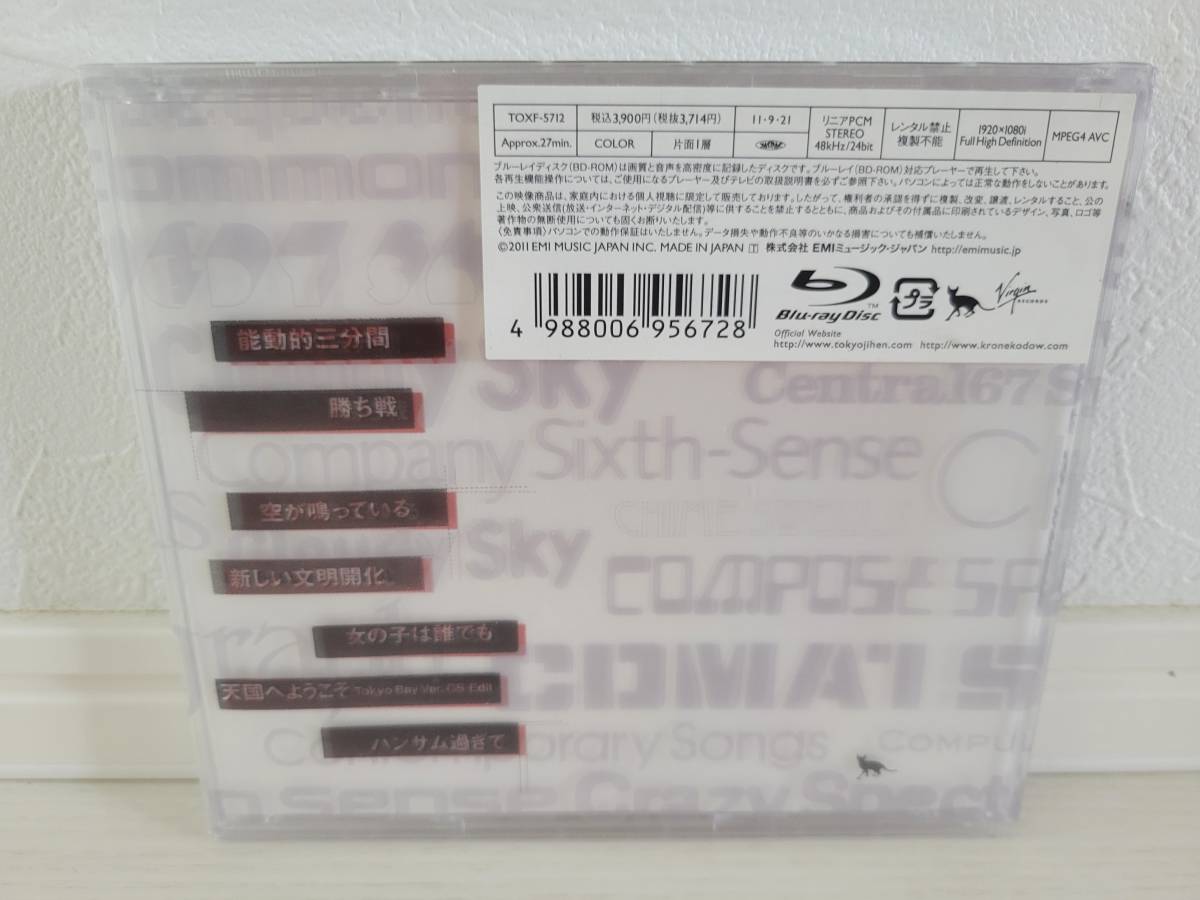 TOXF-5712 税込3,900円(税抜3,714円) 11・9・21 リニアPCM STEREO 48kHz/24bit レンタル禁止 複製不能 1920×1080i Full High Definition MPEG4 AVC
Approx.27min. COLOR 片面1層
ブルーレイディスク(BD-ROM)は画質と音声を高密度に記録したディスクです。ブルーレイ(BD-ROM)対応プレーヤーで再生して下さい。
各再生機能操作については、ご使用になるプレーヤー及びテレビの取扱説明書を必ずご参照下さい。パソコンによっては正常な動作をしないことがあります。
この映像商品は、家庭内における個人視聴に限定して販売しております。したがって、権利者の承認を得ずに複製、改変、譲渡、レンタルすること、公の
上映、公衆送信(放送・インターネット・デジタル配信)等に供することを禁止するとともに、商品およびその付属品に印刷されているデザイン、写真、ロゴ等
著作物の無断使用についても固くお断りいたします。
〈免責事項〉パソコンでの動作保証はいたしません。データ損失や動作不良等のいかなる損害についても補償いたしません。
©2011 EMI MUSIC JAPAN INC. MADE IN JAPAN 株式会社 EMIミュージック・ジャパン http://emimusic.jp
4 988006 956728
Blu-ray Disc TM プラ Virgin RECORDS
Official Website
http://www.tokyojihen.com http://www.kronekodow.com
能動的三分間
Sky Central67
勝ち戦
Company Sixth-Sense
空が鳴っている
Sky
新しい文明開化
COMPOSE
女の子は誰でも
天国へようこそ Tokyo Bay Ver. GS Edit
ハンサム過ぎて
Songs
Sense Crazy